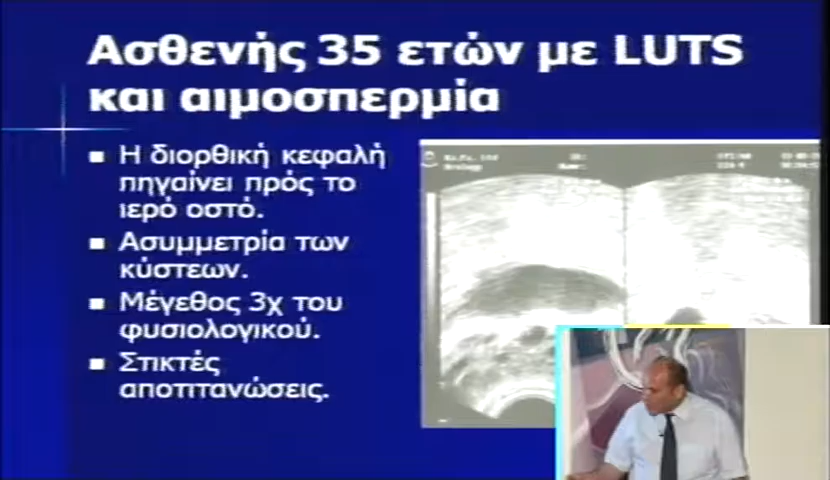 Ασθενής 35 ετών με LUTS
και αιμοσπερμία
Η διορθική κεφαλή
πηγαίνει πρός το
ιερό οστό.
Ασυμμετρία των
κύστεων.
Μέγεθος 3χ του
φυσιολογικού.
Στικτές
αποτιτανώσεις.